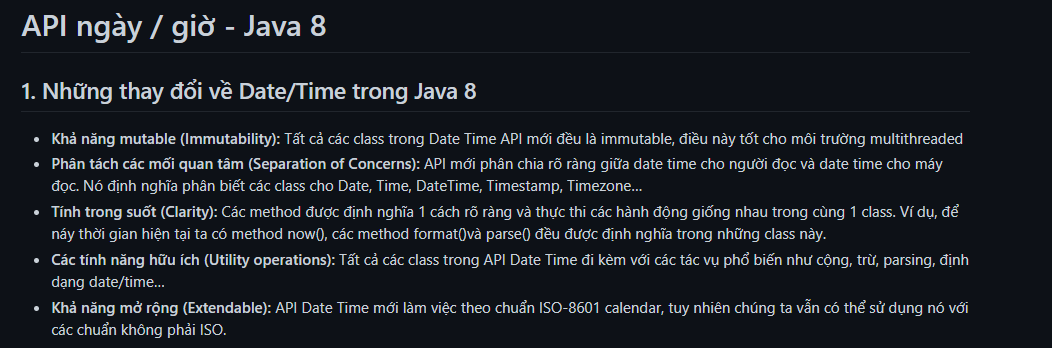 API ngày / giờ - Java 8
1. Những thay đổi về Date/Time trong Java 8
• Khả năng mutable (Immutability): Tất cả các class trong Date Time API mới đều là immutable, điều này tốt cho môi trường multithreaded
• Phân tách các mối quan tâm (Separation of Concerns): API mới phân chia rõ ràng giữa date time cho người đọc và date time cho máy
đọc. Nó định nghĩa phân biệt các class cho Date, Time, DateTime, Timestamp, Timezone...
• Tính trong suốt (Clarity): Các method được định nghĩa 1 cách rõ ràng và thực thi các hành động giống nhau trong cùng 1 class. Ví dụ, để
náy thời gian hiện tại ta có method now(), các method format()và parse() đều được định nghĩa trong những class này.
• Các tính năng hữu ích (Utility operations): Tất cả các class trong API Date Time đi kèm với các tác vụ phổ biến như cộng, trừ, parsing, định
dạng date/time...
• Khả năng mở rộng (Extendable): API Date Time mới làm việc theo chuẩn ISO-8601 calendar, tuy nhiên chúng ta vẫn có thể sử dụng nó với
các chuẩn không phải ISO.